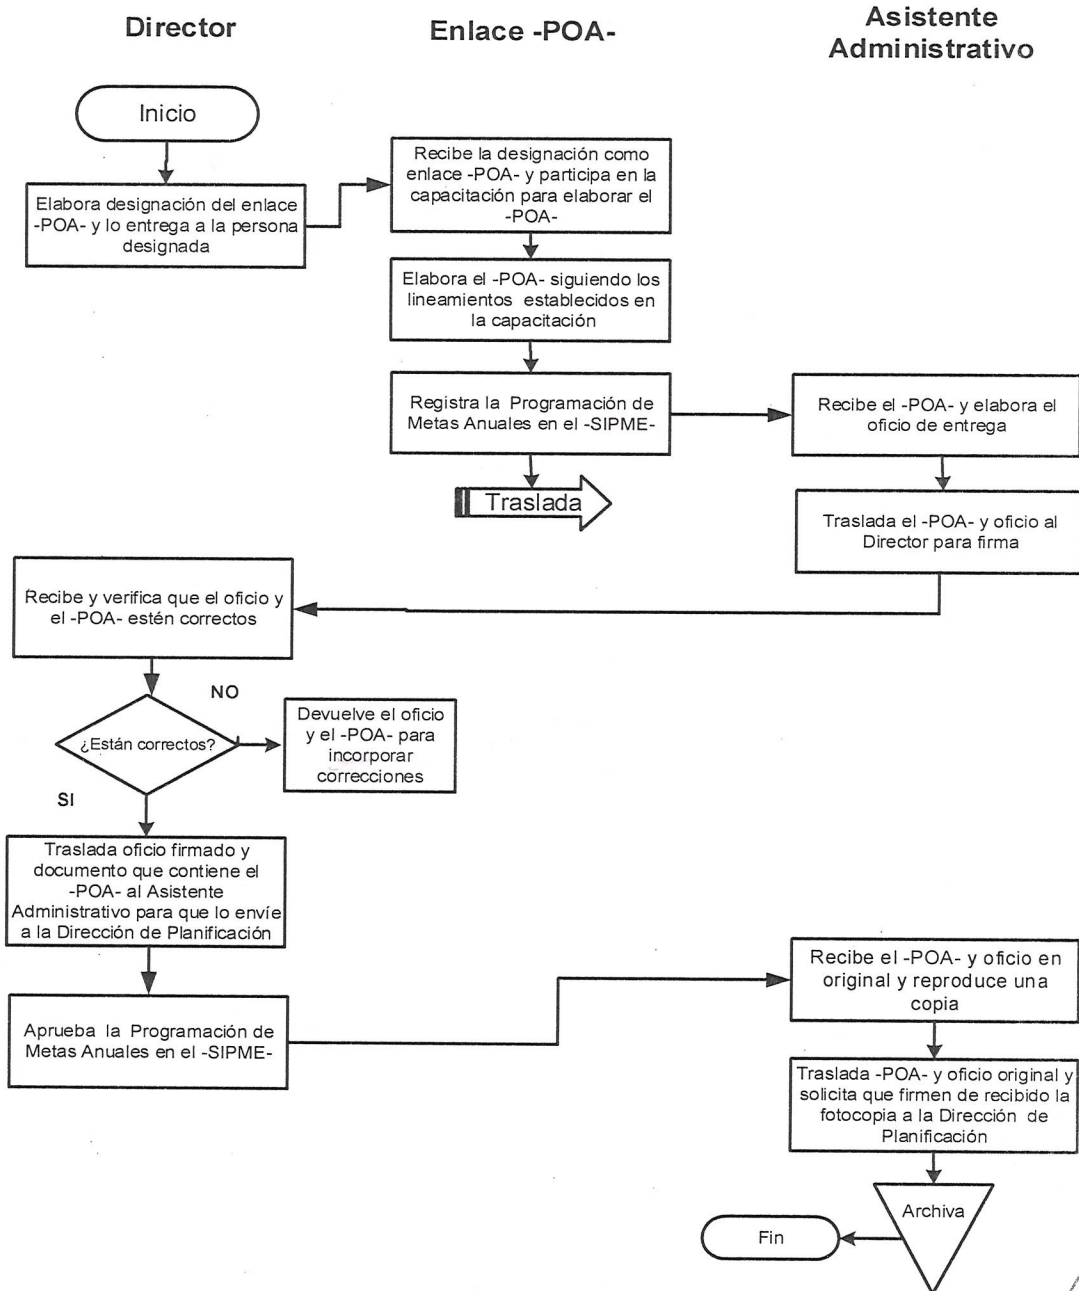 Director
Enlace -POA-
Asistente
Administrativo
Inicio
Elabora designación del enlace
-POA- y lo entrega a la persona
designada
Recibe la designación como
enlace -POA- y participa en la
capacitación para elaborar el
-POA-
Elabora el -POA- siguiendo los
lineamientos establecidos en
la capacitación
Registra la Programación de
Metas Anuales en el -SIPME-
Traslada
Recibe el -POA- y elabora el
oficio de entrega
Traslada el -POA- y oficio al
Director para firma
Recibe y verifica que el oficio y
el -POA- estén correctos
¿Están correctos?
NO
Devuelve el oficio
y el -POA- para
incorporar
correcciones
SI
Traslada oficio firmado y
documento que contiene el
-POA- al Asistente
Administrativo para que lo envíe
a la Dirección de Planificación
Aprueba la Programación de
Metas Anuales en el -SIPME-
Recibe el -POA- y oficio en
original y reproduce una
copia
Traslada -POA- y oficio original y
solicita que firmen de recibido la
fotocopia a la Dirección de
Planificación
Archiva
Fin